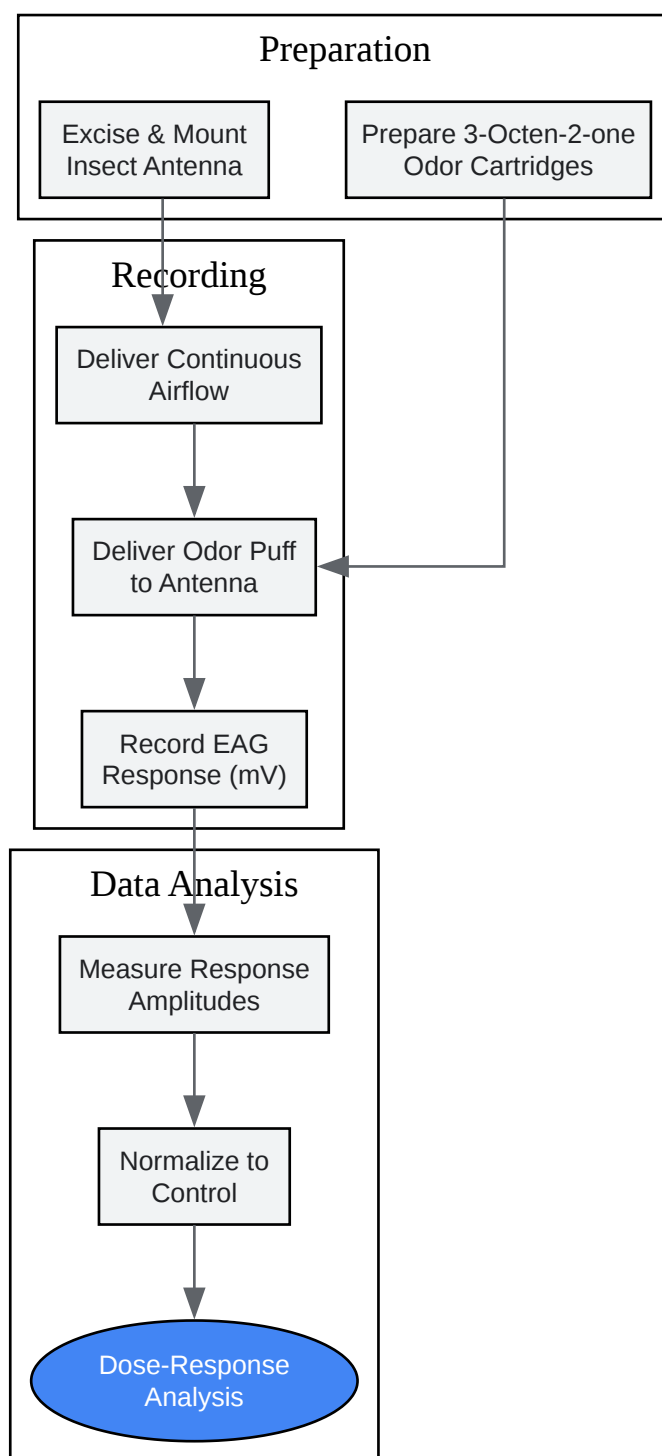 Preparation
Excise & Mount
Insect Antenna
Prepare 3-Octen-2-one
Odor Cartridges
Recording
Deliver Continuous
Airflow
Deliver Odor Puff
to Antenna
Record EAG
Response (mV)
Data Analysis
Measure Response
Amplitudes
Normalize to
Control
Dose-Response
Analysis